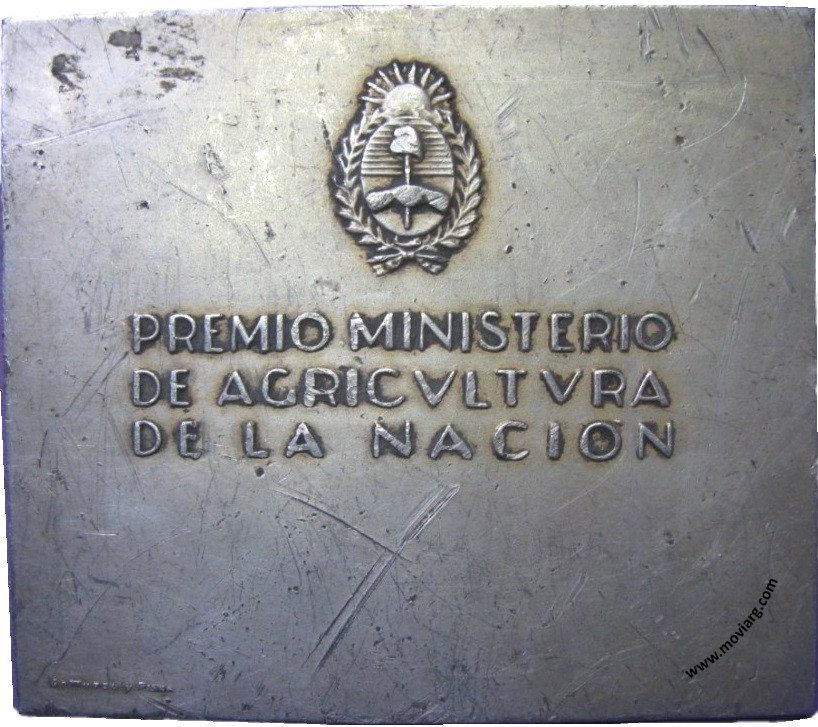 PREMIO MINISTERIO
DE AGRICVLTVRA
DE LA NACION
www.moviarg.com